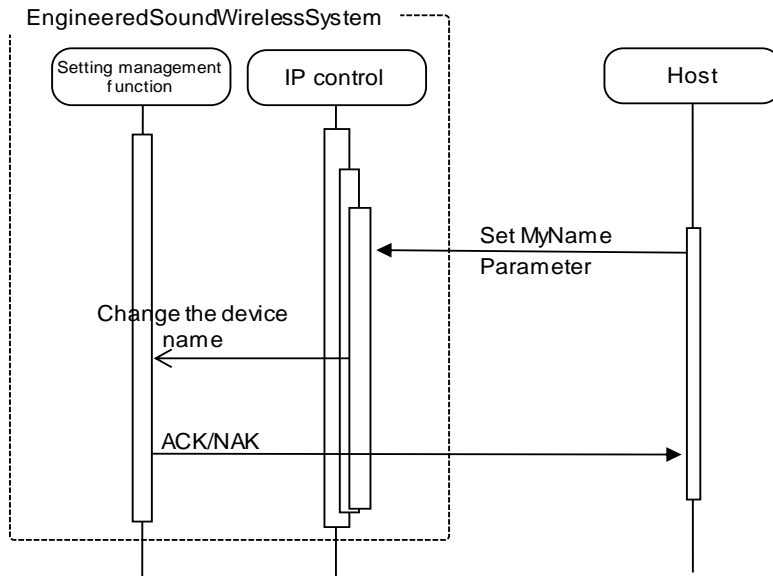 EngineeredSoundWirelessSystem
Setting management
function
IP control
Host
Set MyName
Parameter
Change the device
name
ACK/NAK